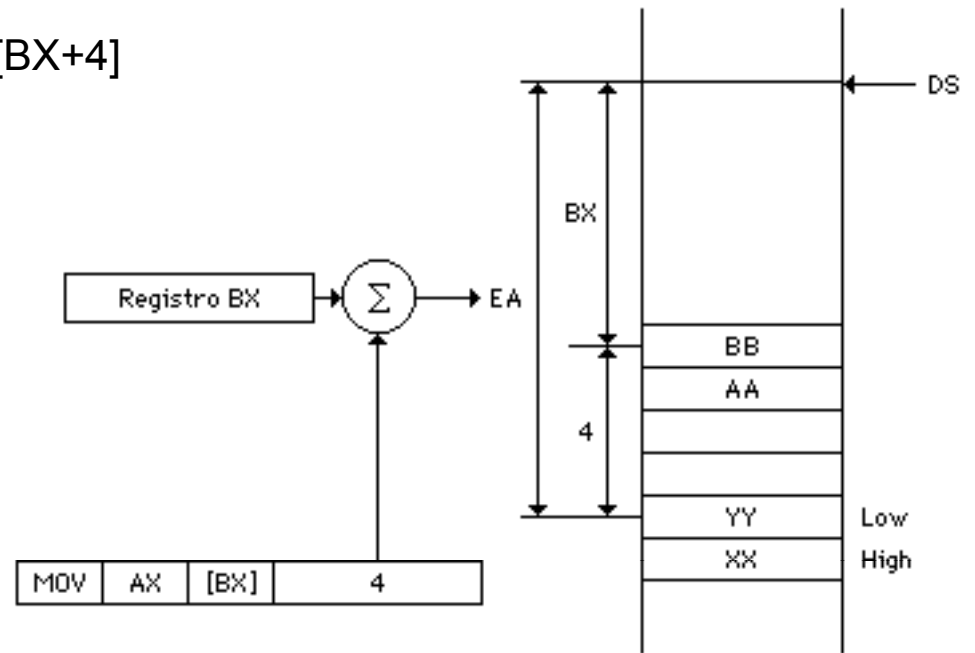 [BX+4]
DS
BX
Registro BX
Σ
EA
BB
AA
4
YY Low
XX High
MOV AX [BX] 4